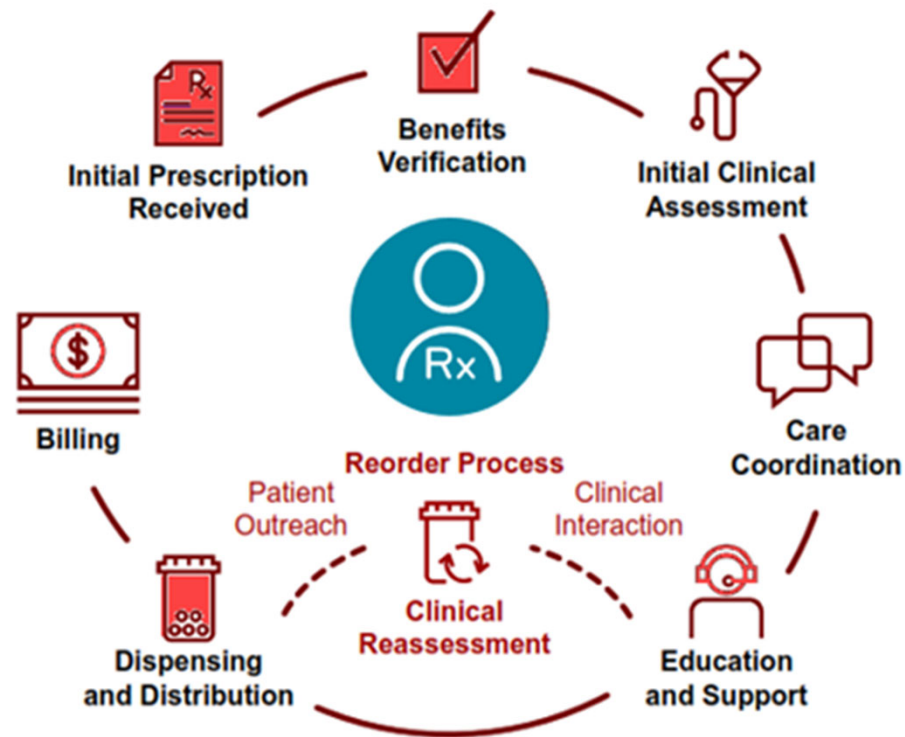 Rx
Benefits
Verification
Initial Prescription
Received
Initial Clinical
Assessment
Rx
$
Billing
Care
Coordination
Reorder Process
Patient
Outreach
Clinical
Interaction
Clinical
Reassessment
Dispensing
and Distribution
Education
and Support